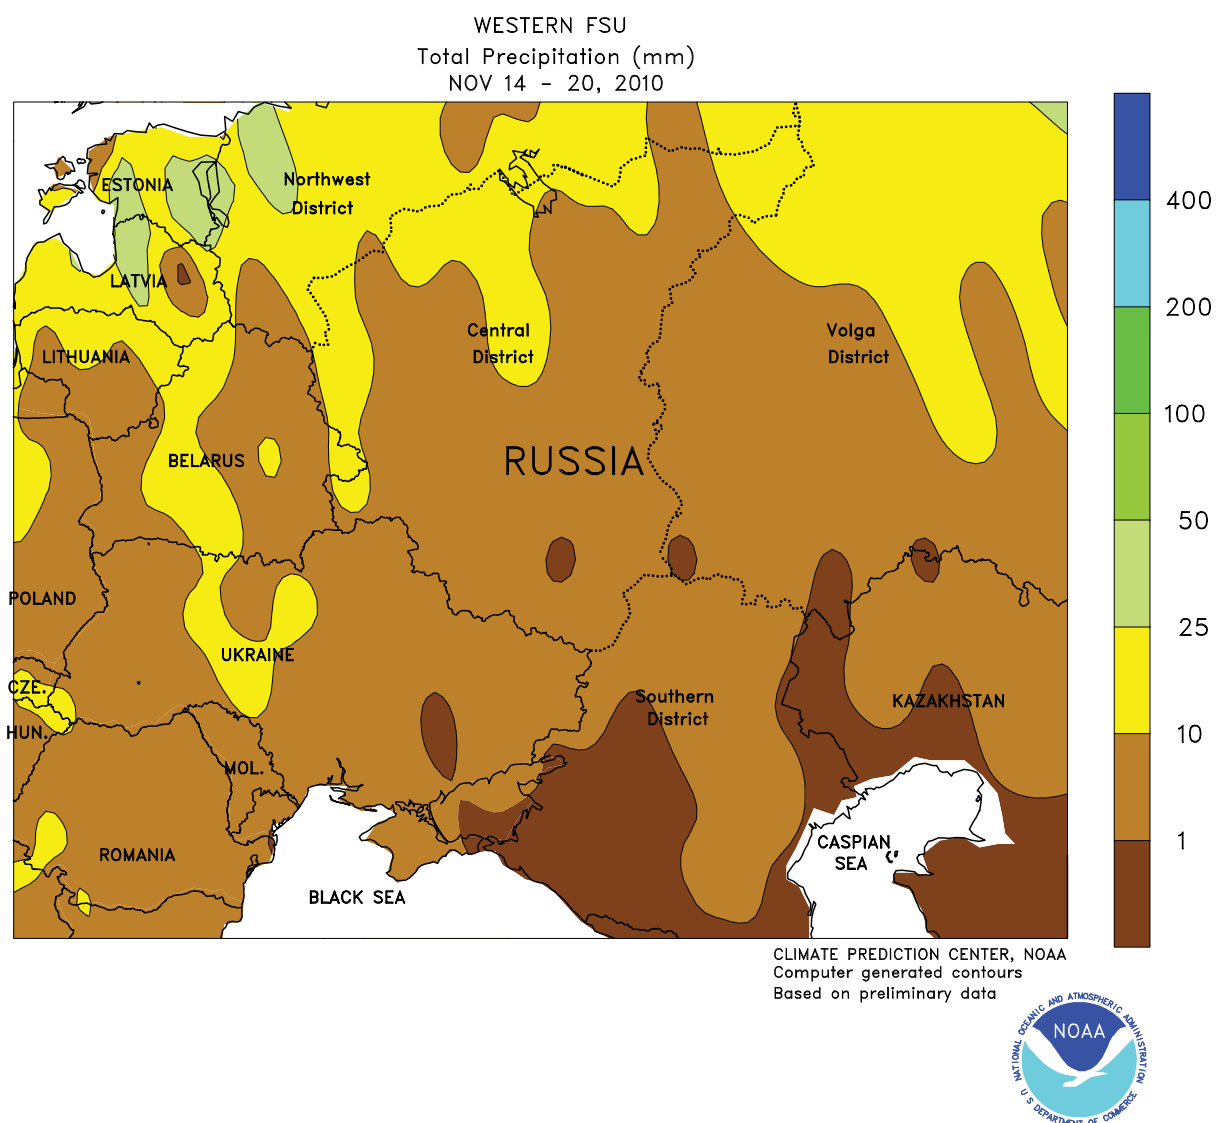 WESTERN FSU
Total Precipitation (mm)
NOV 14 - 20, 2010
ESTONIA
Northwest
District
LATVIA
LITHUANIA
Central
District
Volga
District
BELARUS
RUSSIA
POLAND
UKRAINE
CZE.
HUN.
MOL.
Southern
District
KAZAKHSTAN
ROMANIA
BLACK SEA
CASPIAN
SEA
400
200
100
50
25
10
1
CLIMATE PREDICTION CENTER, NOAA
Computer generated contours
Based on preliminary data
NATIONAL OCEANIC AND ATMOSPHERIC ADMINISTRATION
NOAA
U S DEPARTMENT OF COMMERCE